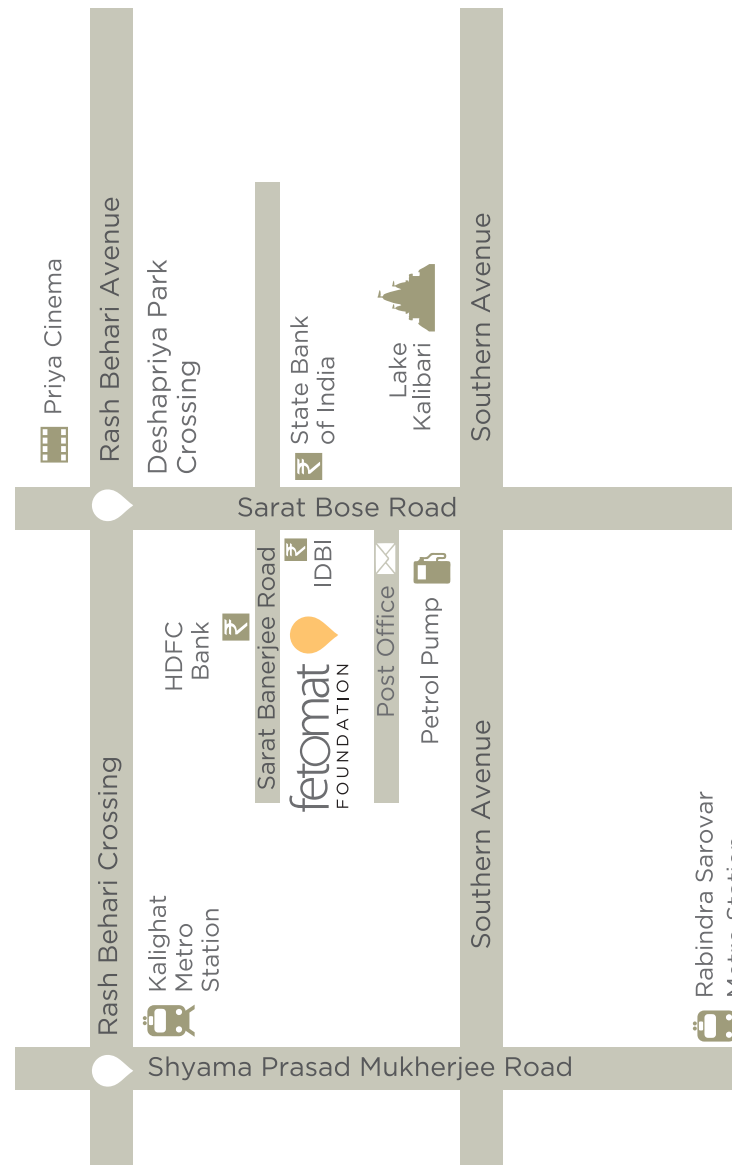 Priya Cinema
Rash Behari Avenue
Deshapriya Park
Crossing
State Bank
of India
Lake
Kalibari
Southern Avenue
Sarat Bose Road
HDFC
Bank
Sarat Banerjee Road
IDBI
fetomat
FOUNDATION
Post Office
Petrol Pump
Rash Behari Crossing
Kalighat
Metro
Station
Southern Avenue
Rabindra Sarovar
Shyama Prasad Mukherjee Road